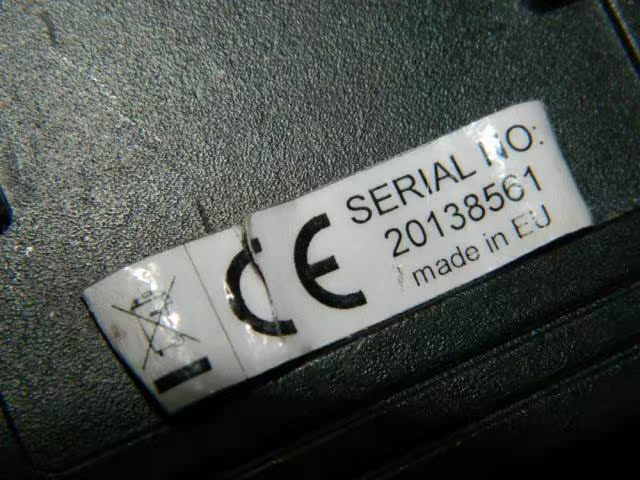 CE
SERIAL NO:
20138561
made in EU